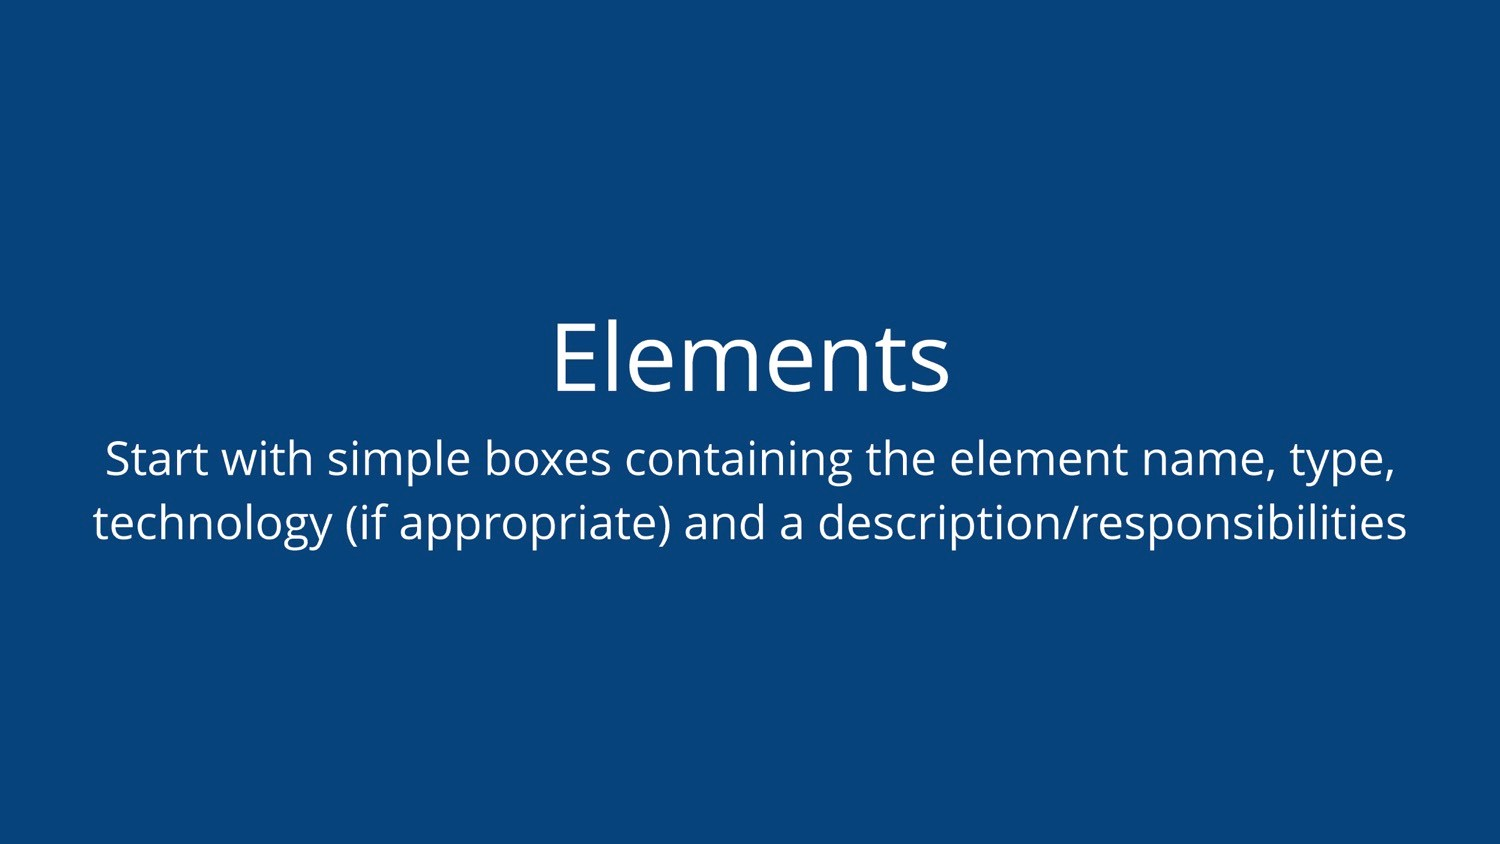 Elements
Start with simple boxes containing the element name, type,
technology (if appropriate) and a description/responsibilities